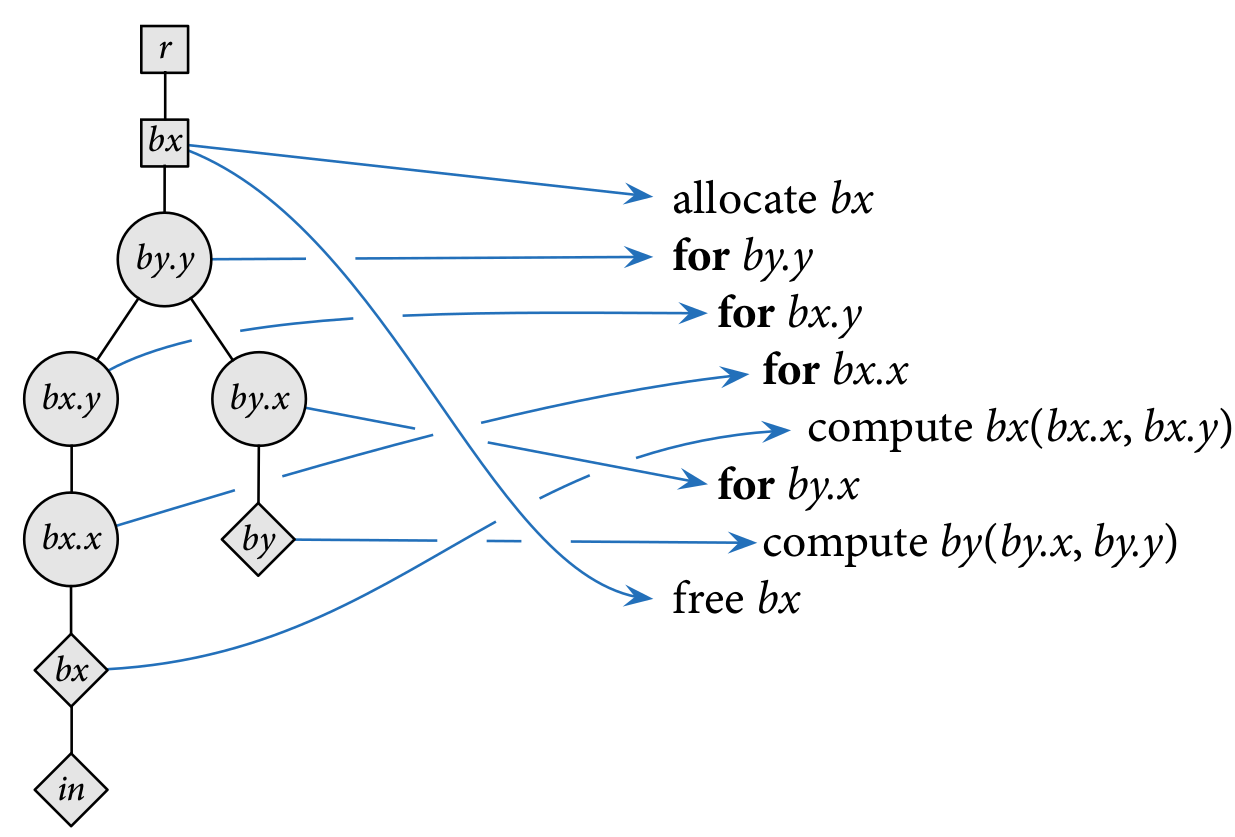 r
bx
allocate bx
by.y
for by.y
for bx.y
bx.y
by.x
for bx.x
compute bx(bx.x, bx.y)
for by.x
bx.x
by
compute by(by.x, by.y)
free bx
bx
in